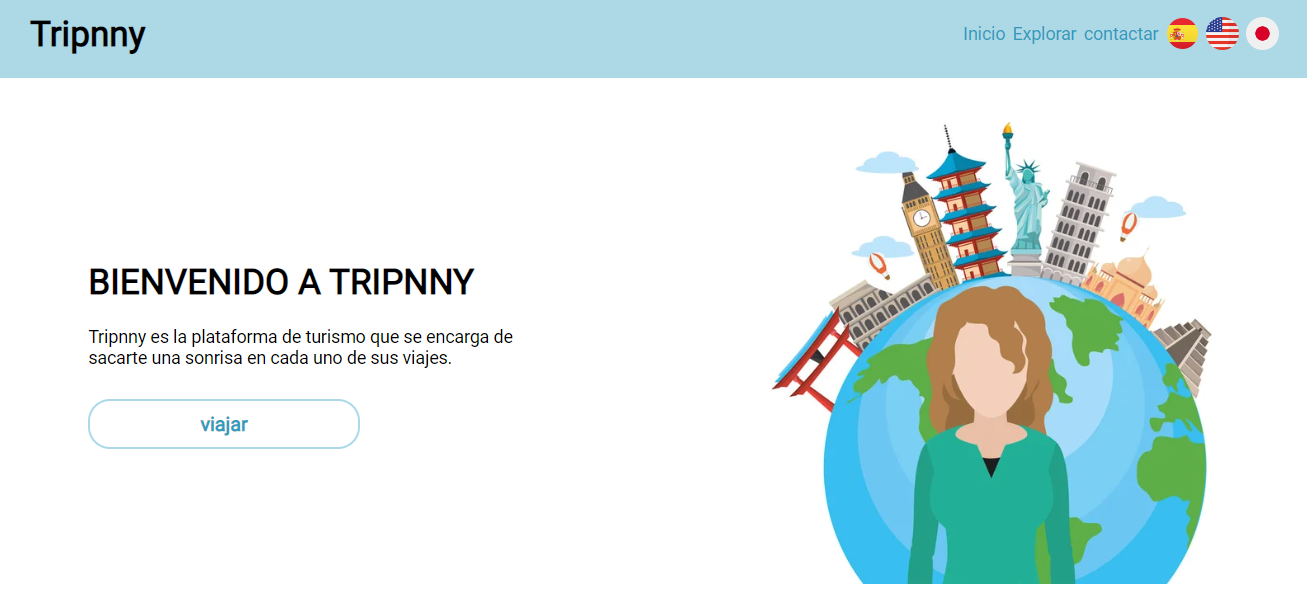 Tripnny
Inicio Explorar contactar
BIENVENIDO A TRIPNNY
Tripnny es la plataforma de turismo que se encarga de
sacarte una sonrisa en cada uno de sus viajes.
viajar